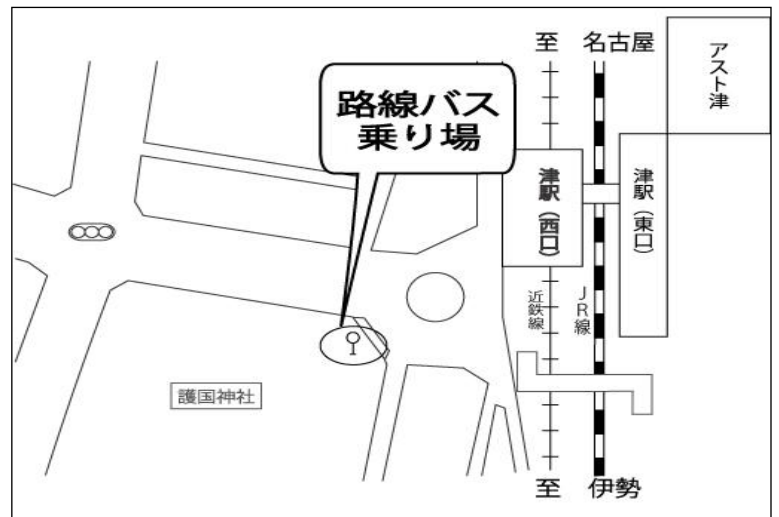 至 名古屋
アスト津
路線バス
乗り場
津駅(西口)
津駅(東口)
近鉄線
JR線
護国神社
至 伊勢